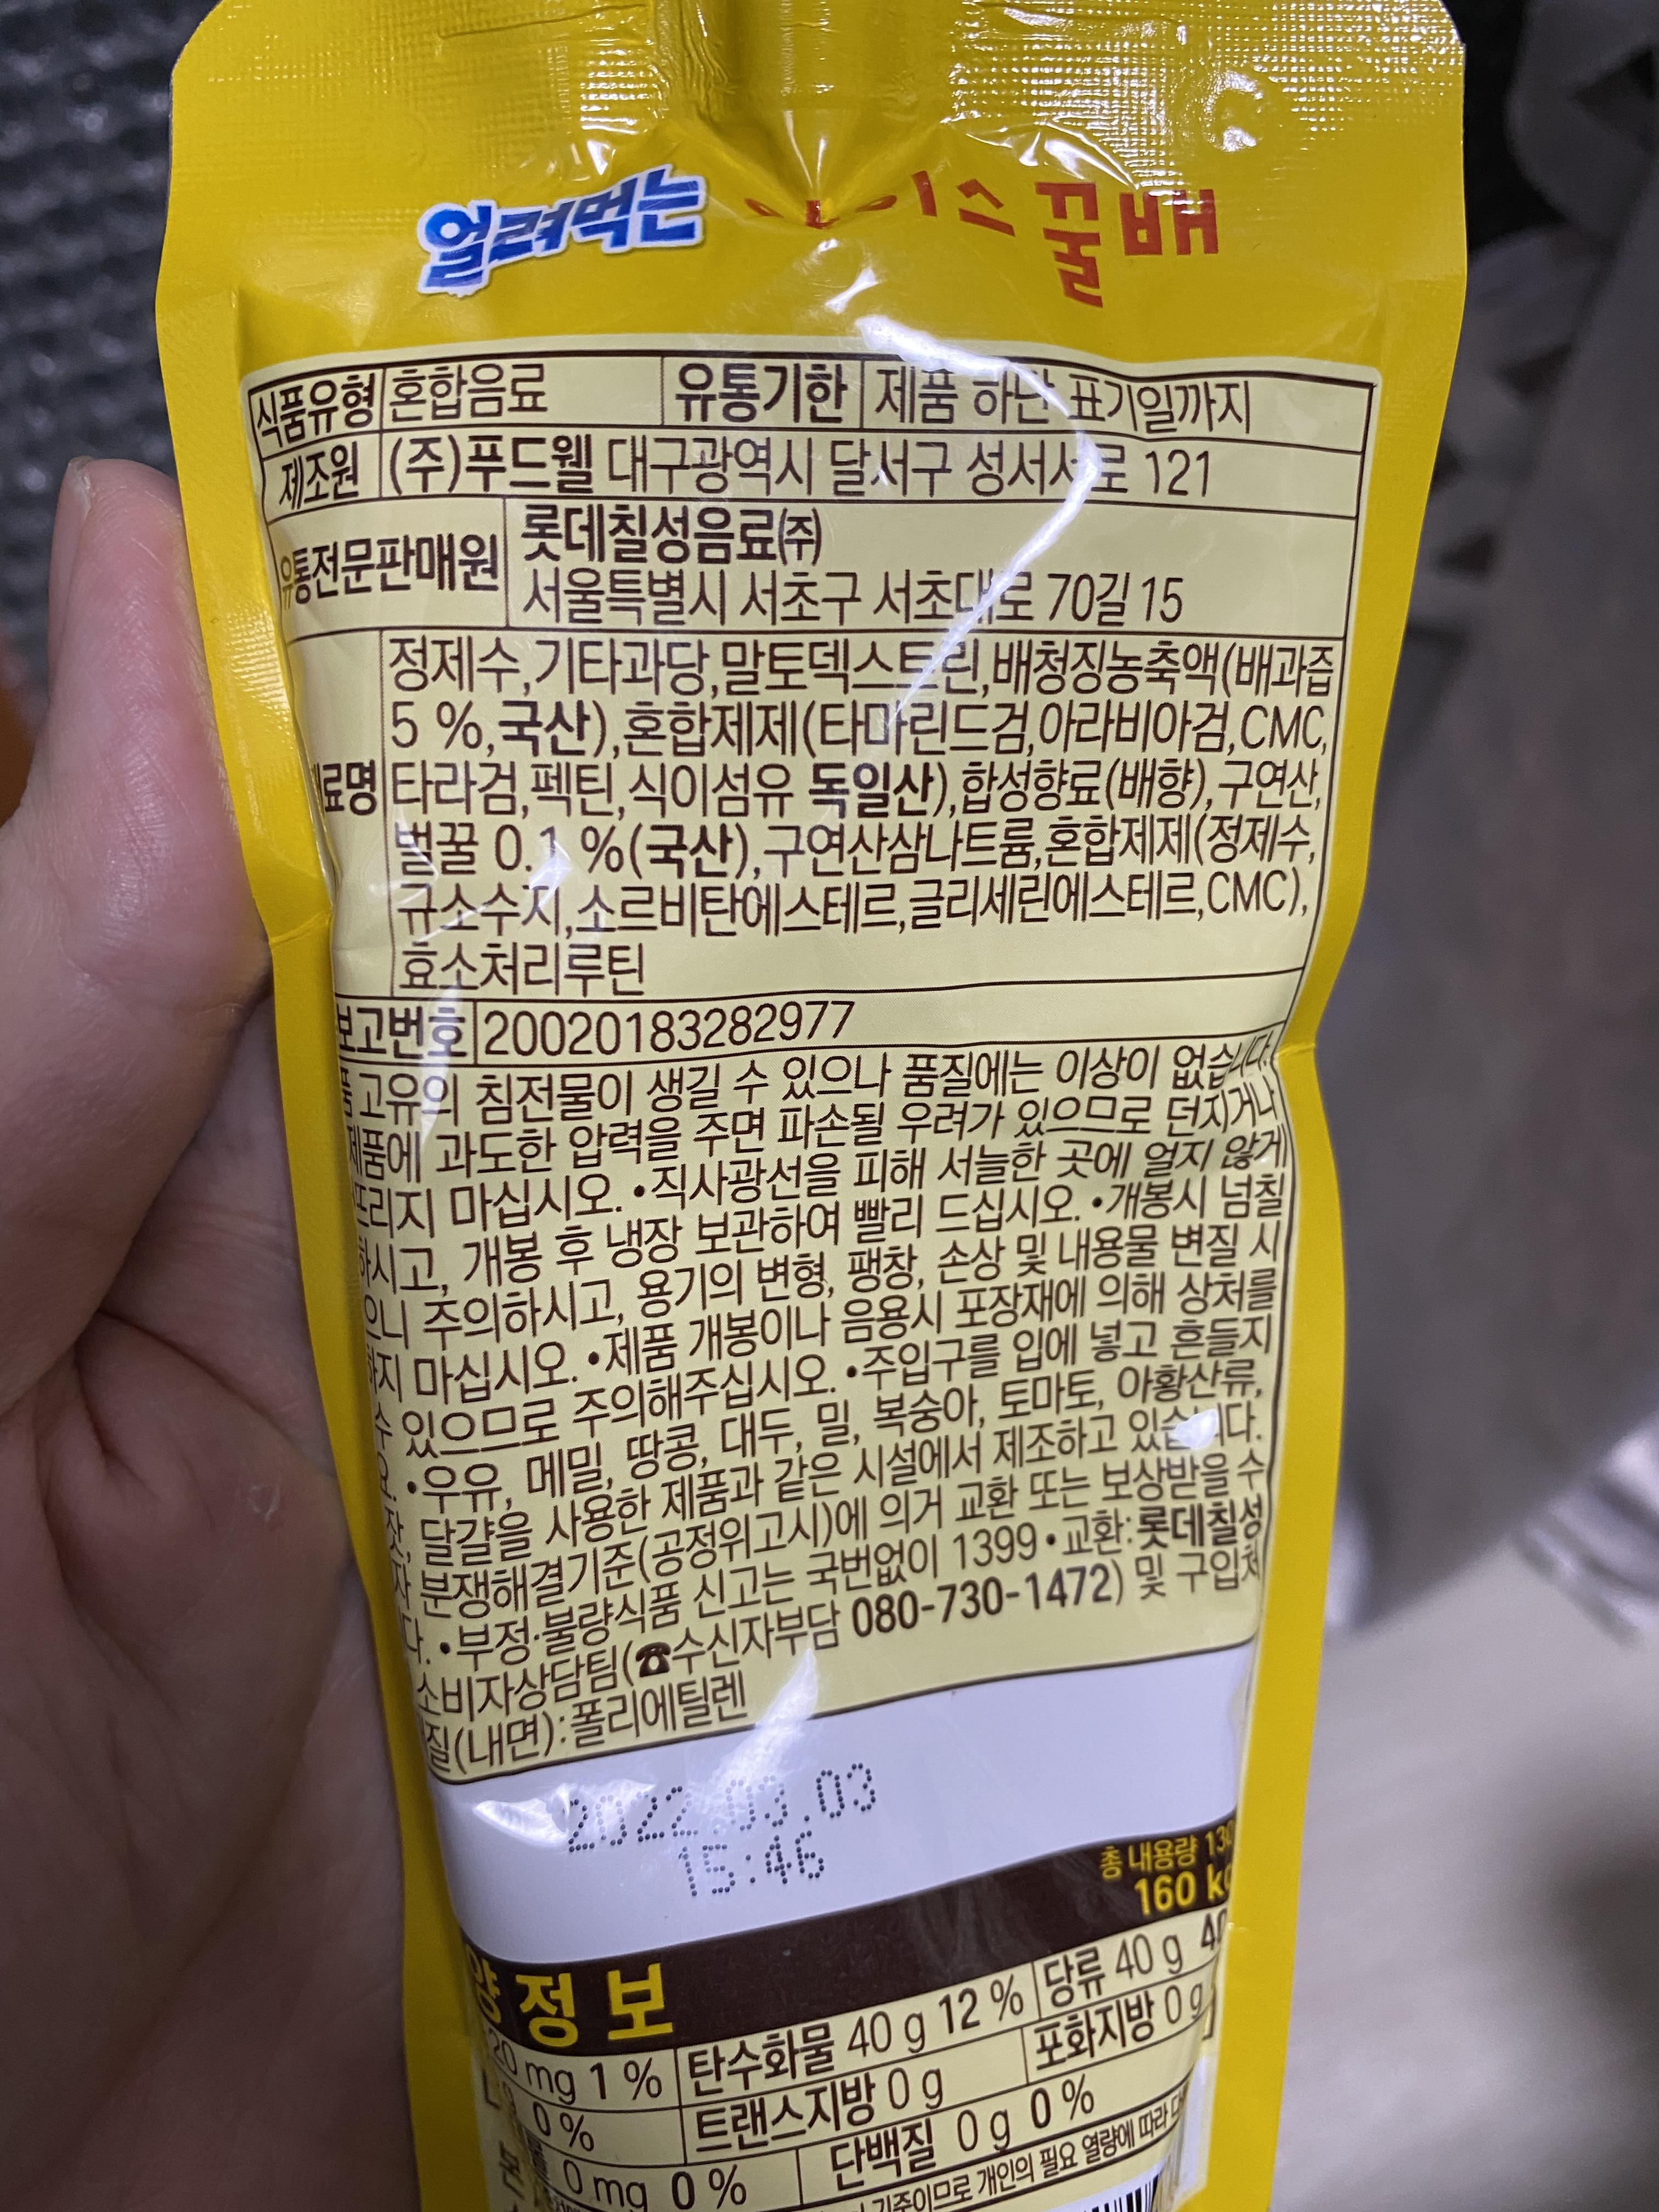 얼려먹는 꿀배
식품유형 혼합음료 유통기한 제품 하단 표기일까지
제조원 (주)푸드웰 대구광역시 달서구 성서서로 121
유통전문판매원 롯데칠성음료(주)
서울특별시 서초구 서초대로 70길 15
정제수,기타과당,말토덱스트린,배청징농축액(배과즙
5 %,국산),혼합제제(타마린드검,아라비아검,CMC,
료명 타라검,펙틴,식이섬유 독일산),합성향료(배향),구연산,
벌꿀 0.1 %(국산),구연산삼나트륨,혼합제제(정제수,
규소수지,소르비탄에스테르,글리세린에스테르,CMC),
효소처리루틴
보고번호 20020183282977
고유의 침전물이 생길 수 있으나 품질에는 이상이 없습니다.
제품에 과도한 압력을 주면 파손될 우려가 있으므로 던지거나
뜨리지 마십시오. •직사광선을 피해 서늘한 곳에 얼지 않게
하시고, 개봉 후 냉장 보관하여 빨리 드십시오. •개봉시 넘칠
으니 주의하시고, 용기의 변형, 팽창, 손상 및 내용물 변질 시
하지 마십시오. •제품 개봉이나 음용시 포장재에 의해 상처를
수 있으므로 주의해주십시오. •주입구를 입에 넣고 흔들지
요. •우유, 메밀, 땅콩, 대두, 밀, 복숭아, 토마토, 아황산류,
잣, 달걀을 사용한 제품과 같은 시설에서 제조하고 있습니다.
자 분쟁해결기준(공정위고시)에 의거 교환 또는 보상받을 수
다. •부정·불량식품 신고는 국번없이 1399 •교환:롯데칠성
소비자상담팀(☎수신자부담 080-730-1472) 및 구입처
질(내면):폴리에틸렌
2022.09.03
15:46
총 내용량
160
양정보
20 mg 1 % 탄수화물 40 g 12 % 당류 40 g
0 % 트랜스지방 0 g 포화지방 0 g
0 mg 0 % 단백질 0 g 0 %
기준이므로 개인의 필요 열량에 따라